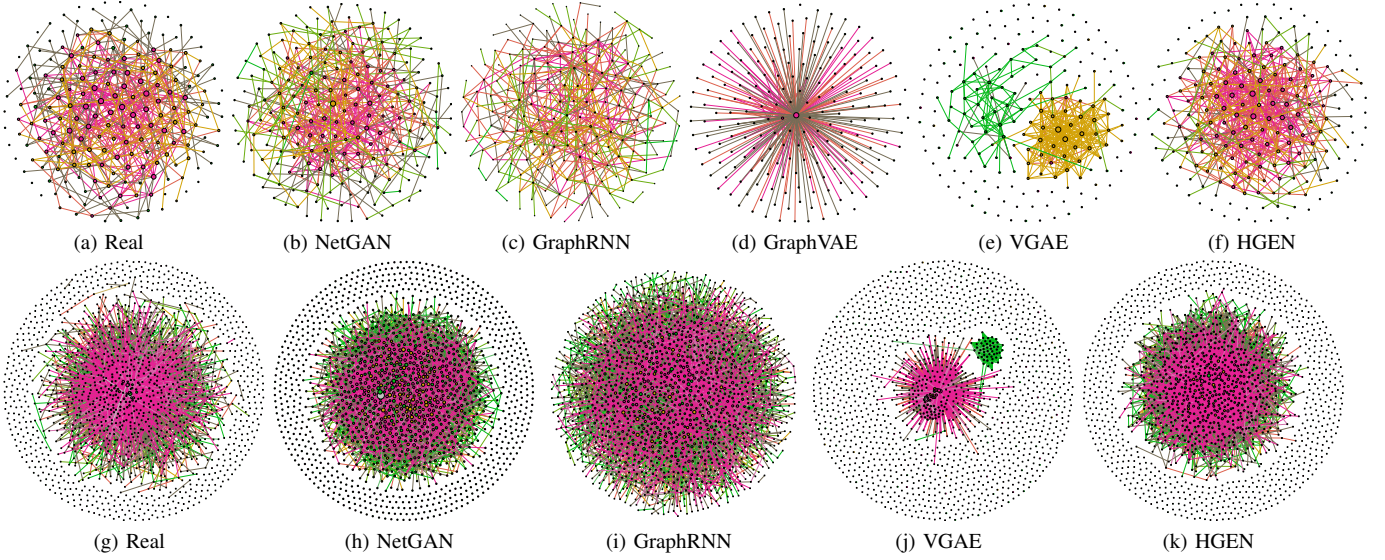 (a) Real
(b) NetGAN
(c) GraphRNN
(d) GraphVAE
(e) VGAE
(f) HGEN
(g) Real
(h) NetGAN
(i) GraphRNN
(j) VGAE
(k) HGEN